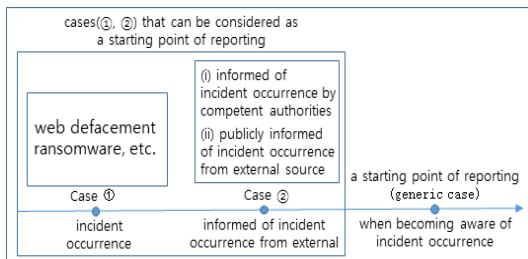 cases(①, ②) that can be considered as
a starting point of reporting
web defacement
ransomware, etc.
(i) informed of
incident occurrence by
competent authorities
(ii) publicly informed
of incident occurrence
from external source
Case ①
Case ②
a starting point of reporting
(generic case)
incident
occurrence
informed of incident
occurrence from external
when becoming aware of
incident occurrence